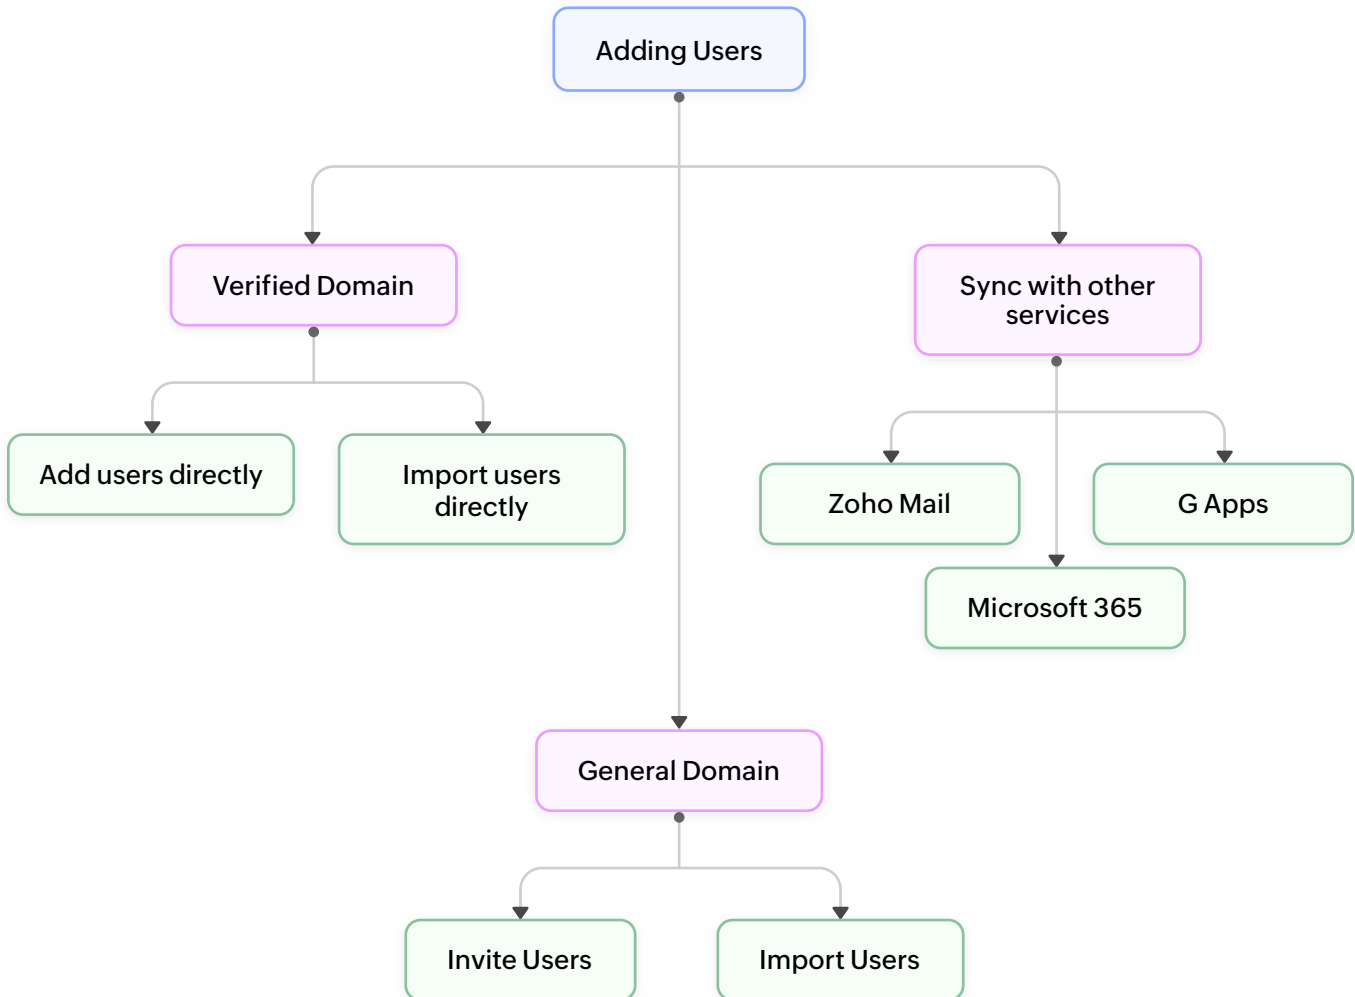 Adding Users
Verified Domain
Sync with other
services
Add users directly
Import users
directly
Zoho Mail
G Apps
Microsoft 365
General Domain
Invite Users
Import Users